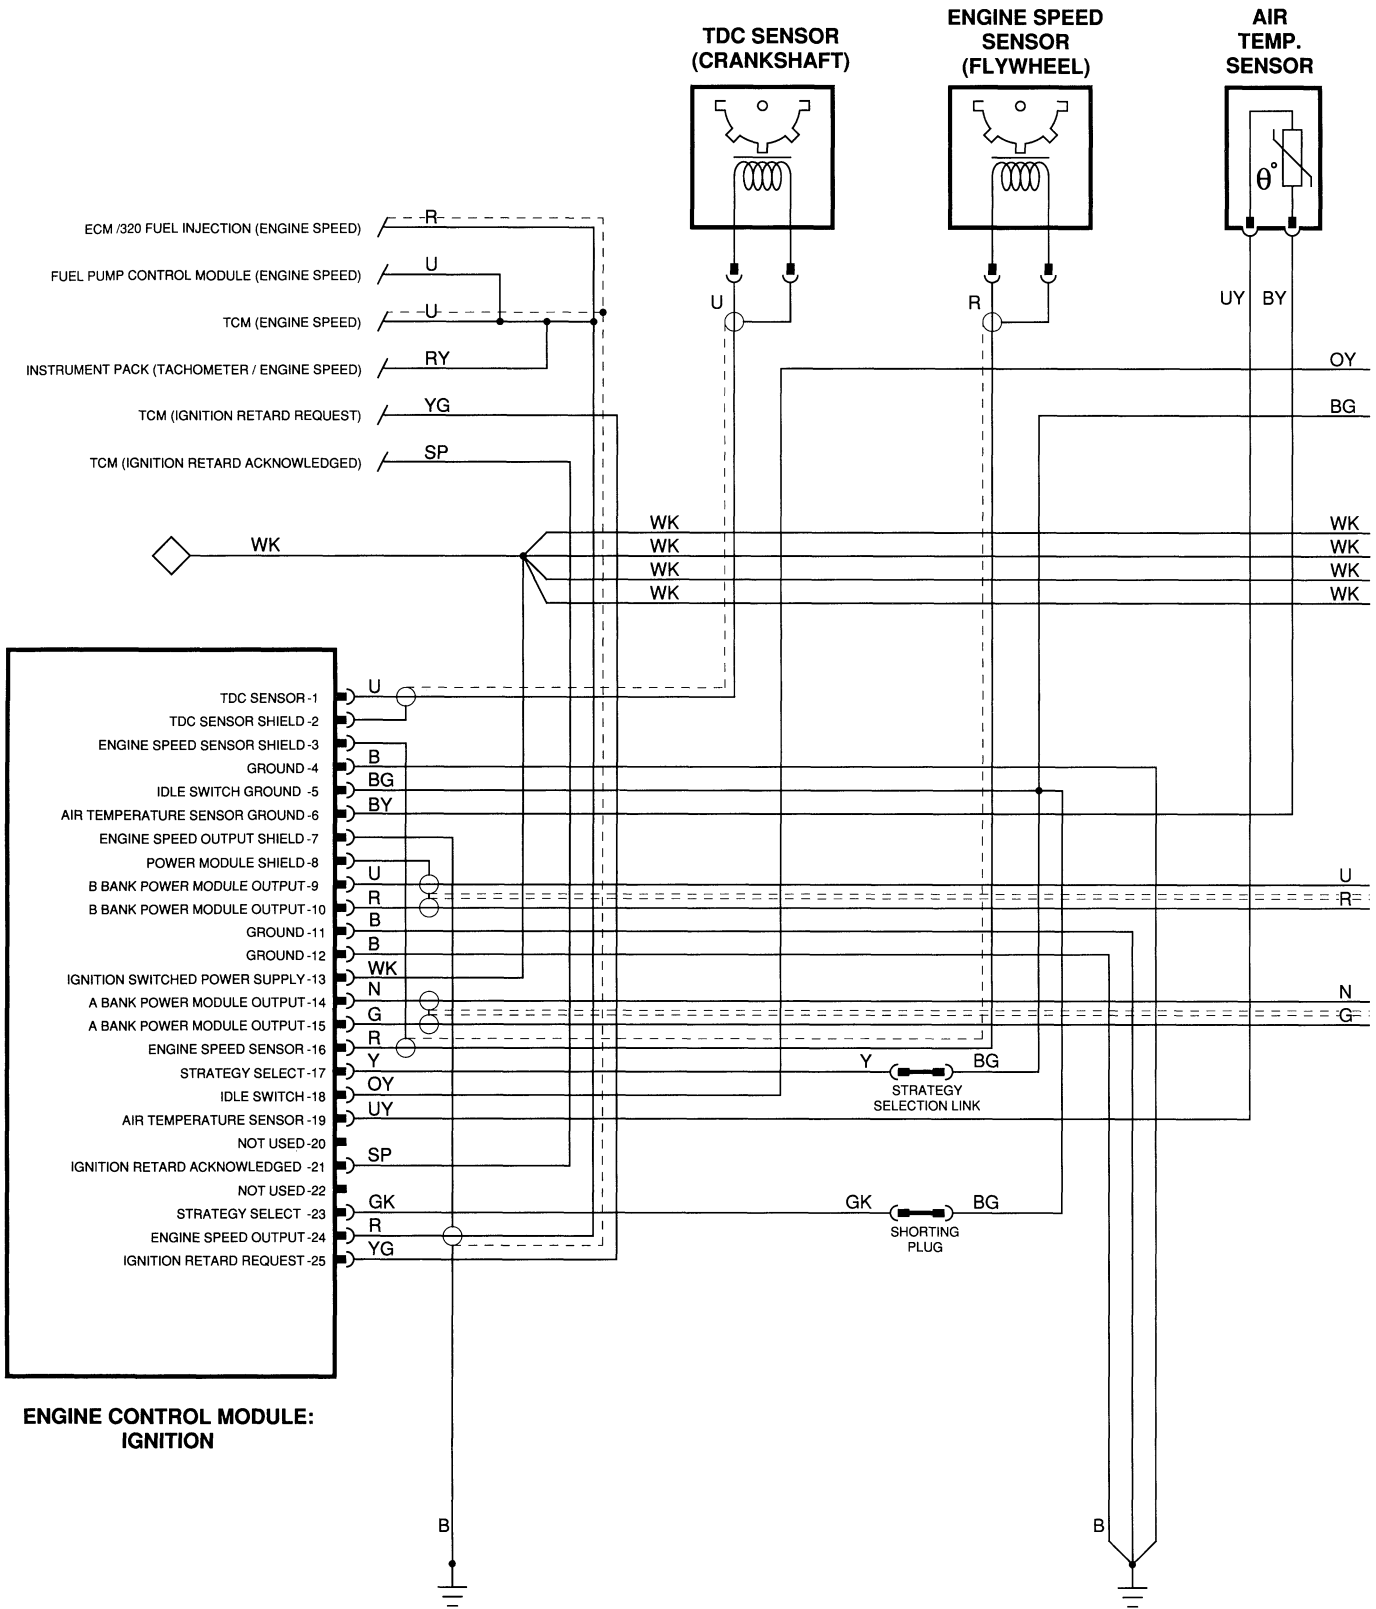 TDC SENSOR
(CRANKSHAFT)
ENGINE SPEED
SENSOR
(FLYWHEEL)
AIR
TEMP.
SENSOR
θ°
ECM /320 FUEL INJECTION (ENGINE SPEED)
R
FUEL PUMP CONTROL MODULE (ENGINE SPEED)
U
TCM (ENGINE SPEED)
U
INSTRUMENT PACK (TACHOMETER / ENGINE SPEED)
RY
TCM (IGNITION RETARD REQUEST)
YG
TCM (IGNITION RETARD ACKNOWLEDGED)
SP
U
R
UY BY
OY
BG
WK
WK
WK
WK
WK
WK
WK
WK
WK
TDC SENSOR -1
U
TDC SENSOR SHIELD -2
ENGINE SPEED SENSOR SHIELD -3
GROUND -4
B
IDLE SWITCH GROUND -5
BG
AIR TEMPERATURE SENSOR GROUND -6
BY
ENGINE SPEED OUTPUT SHIELD -7
POWER MODULE SHIELD -8
B BANK POWER MODULE OUTPUT -9
U
U
B BANK POWER MODULE OUTPUT -10
R
R
GROUND -11
B
GROUND -12
B
IGNITION SWITCHED POWER SUPPLY -13
WK
A BANK POWER MODULE OUTPUT -14
N
N
A BANK POWER MODULE OUTPUT -15
G
G
ENGINE SPEED SENSOR -16
R
STRATEGY SELECT -17
Y
Y
BG
STRATEGY
SELECTION LINK
IDLE SWITCH -18
OY
AIR TEMPERATURE SENSOR -19
UY
NOT USED -20
IGNITION RETARD ACKNOWLEDGED -21
SP
NOT USED -22
STRATEGY SELECT -23
GK
GK
BG
SHORTING
PLUG
ENGINE SPEED OUTPUT -24
R
IGNITION RETARD REQUEST -25
YG
ENGINE CONTROL MODULE:
IGNITION
B
B